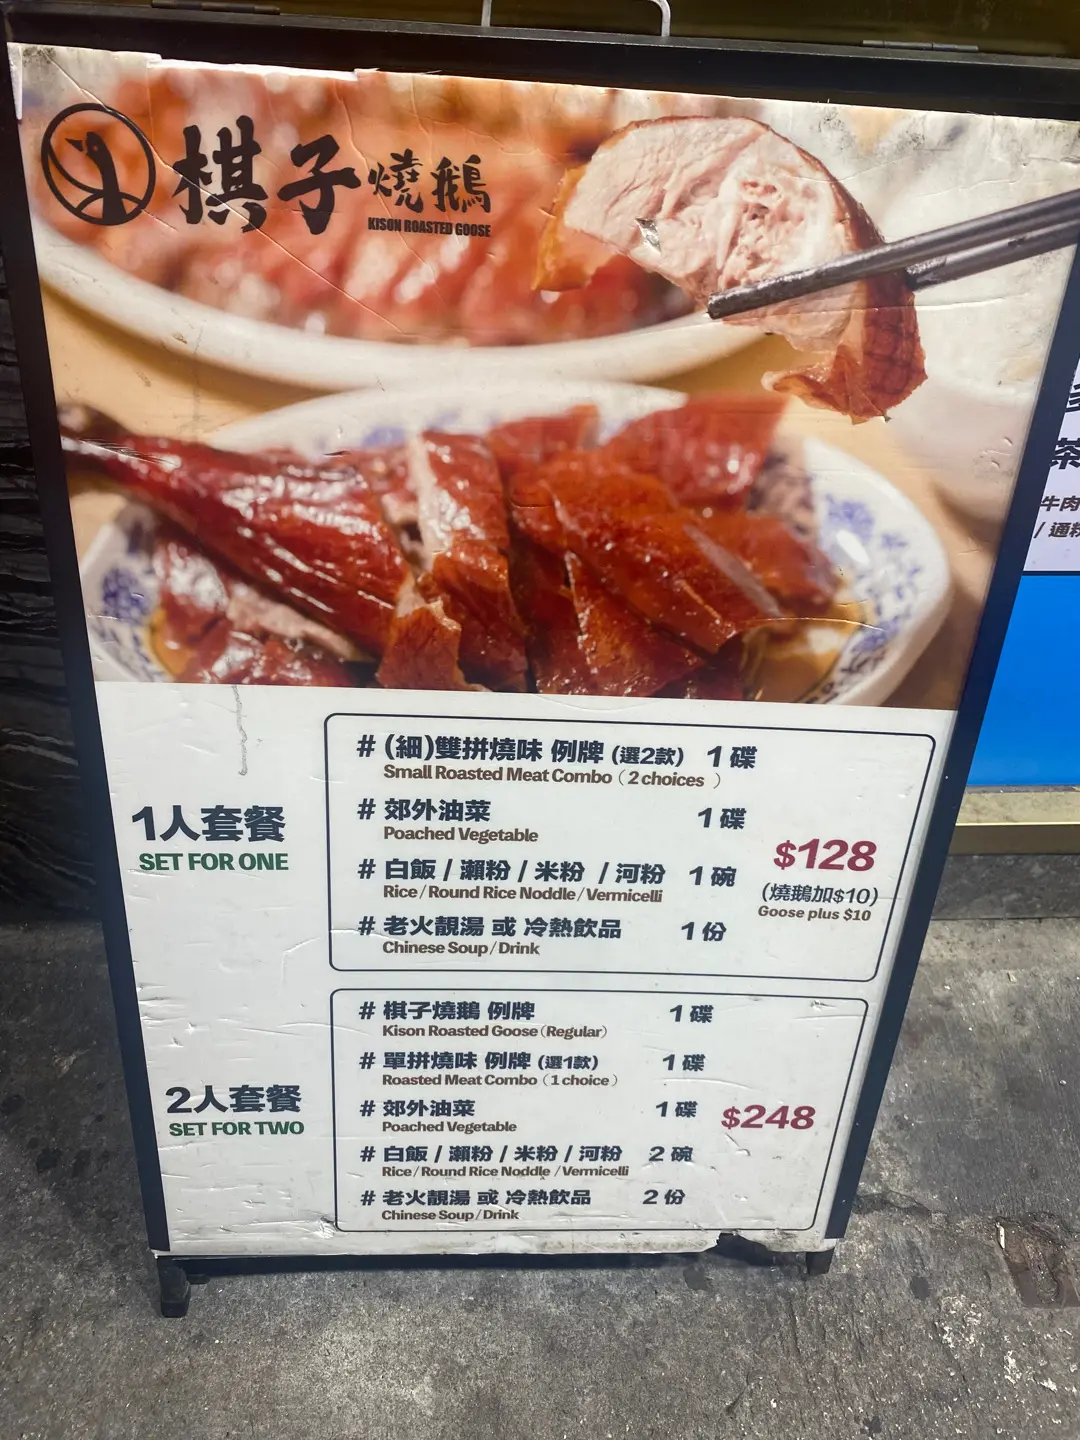 棋子燒鵝
KISON ROASTED GOOSE
1人套餐
SET FOR ONE
# (細)雙拼燒味 例牌 (選2款) 1 碟
Small Roasted Meat Combo ( 2 choices )
# 郊外油菜 1 碟
Poached Vegetable
# 白飯 / 瀨粉 / 米粉 / 河粉 1 碗
Rice / Round Rice Noddle / Vermicelli
# 老火靚湯 或 冷熱飲品 1 份
Chinese Soup / Drink
$128
(燒鵝加$10)
Goose plus $10
2人套餐
SET FOR TWO
# 棋子燒鵝 例牌 1 碟
Kison Roasted Goose (Regular)
# 單拼燒味 例牌 (選1款) 1 碟
Roasted Meat Combo ( 1 choice )
# 郊外油菜 1 碟
Poached Vegetable
# 白飯 / 瀨粉 / 米粉 / 河粉 2 碗
Rice / Round Rice Noddle / Vermicelli
# 老火靚湯 或 冷熱飲品 2 份
Chinese Soup / Drink
$248
茶
牛肉
/ 通粉